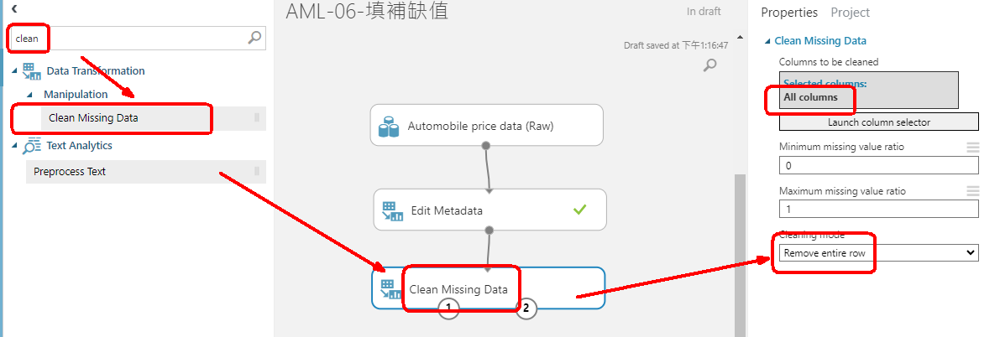 clean
Data Transformation
Manipulation
Clean Missing Data
Text Analytics
Preprocess Text
AML-06-填補缺值
In draft
Draft saved at 下午1:16:47
Automobile price data (Raw)
Edit Metadata
Clean Missing Data
1
2
Properties Project
Clean Missing Data
Columns to be cleaned
Selected columns:
All columns
Launch column selector
Minimum missing value ratio
0
Maximum missing value ratio
1
Cleaning mode
Remove entire row